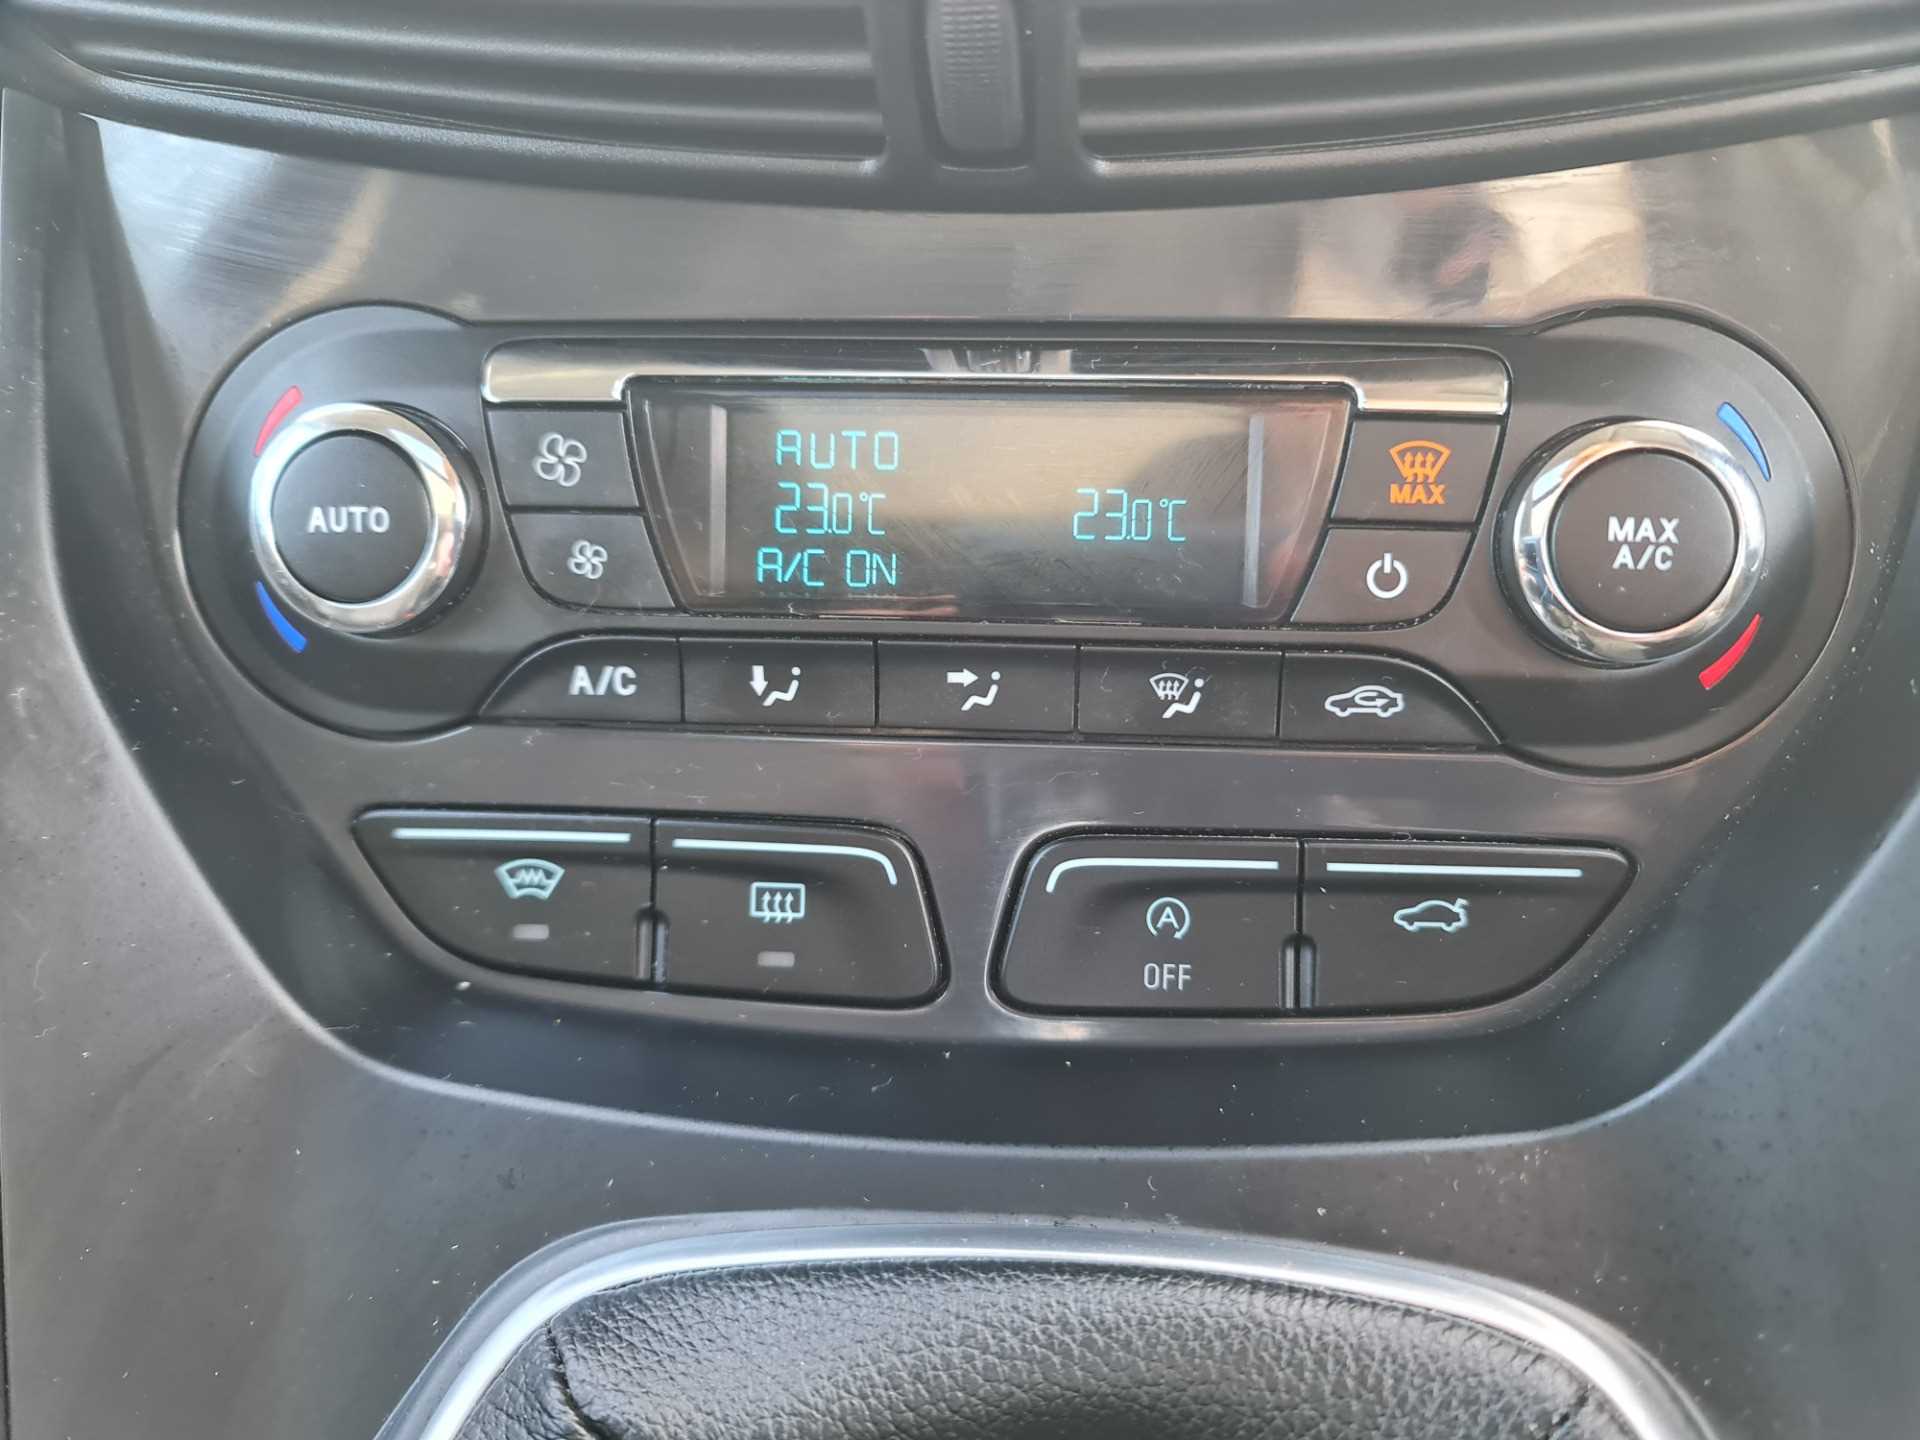 AUTO
23.0°C 23.0°C
A/C ON
AUTO
MAX
MAX
A/C
A/C
A
OFF